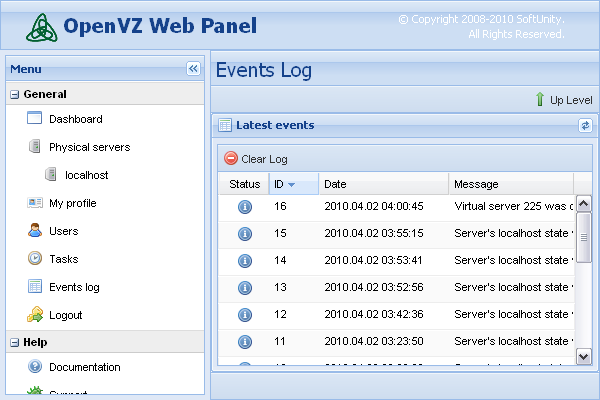 OpenVZ Web Panel
© Copyright 2008-2010 SoftUnity.
All Rights Reserved.
Menu
General
Dashboard
Physical servers
localhost
My profile
Users
Tasks
Events log
Logout
Help
Documentation
Support
Events Log
Up Level
Latest events
Clear Log
Status ID Date Message
16 2010.04.02 04:00:45 Virtual server 225 was
15 2010.04.02 03:55:15 Server's localhost state
14 2010.04.02 03:53:41 Server's localhost state
13 2010.04.02 03:52:56 Server's localhost state
12 2010.04.02 03:42:36 Server's localhost state
11 2010.04.02 03:23:50 Server's localhost state